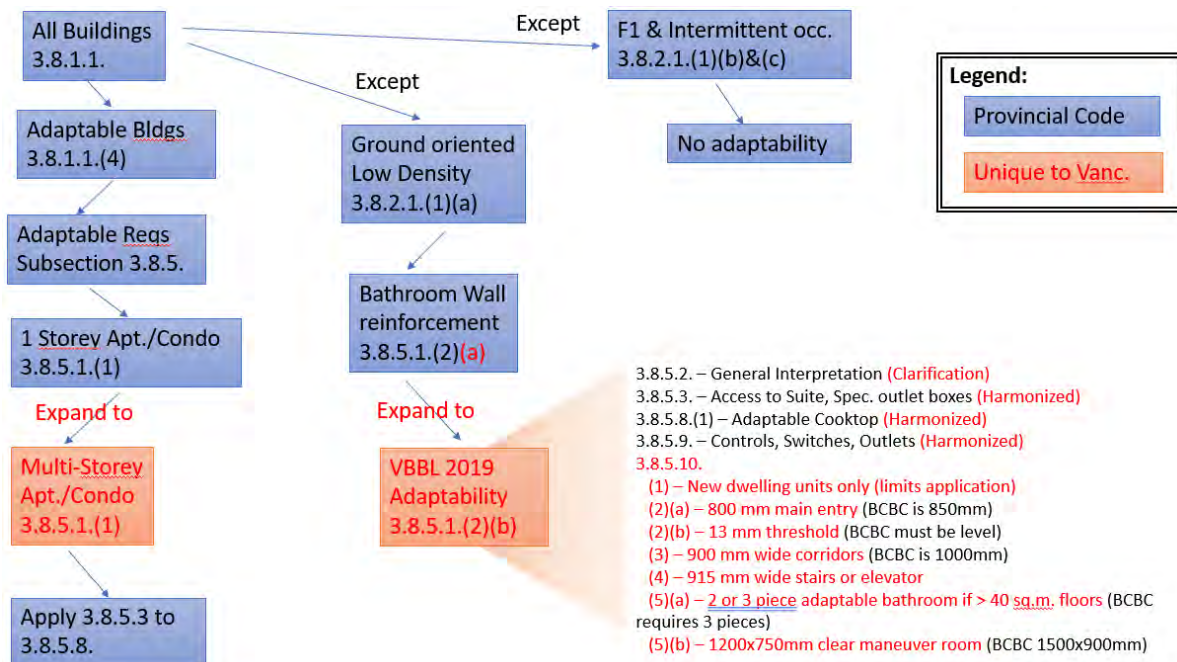 All Buildings
3.8.1.1.
Except
F1 & Intermittent occ.
3.8.2.1.(1)(b)&(c)
No adaptability
Legend:
Provincial Code
Unique to Vanc.
Adaptable Bldgs
3.8.1.1.(4)
Adaptable Reqs
Subsection 3.8.5.
1 Storey Apt./Condo
3.8.5.1.(1)
Expand to
Multi-Storey
Apt./Condo
3.8.5.1.(1)
Apply 3.8.5.3 to
3.8.5.8.
Except
Ground oriented
Low Density
3.8.2.1.(1)(a)
Bathroom Wall
reinforcement
3.8.5.1.(2)(a)
Expand to
VBBL 2019
Adaptability
3.8.5.1.(2)(b)
3.8.5.2. – General Interpretation (Clarification)
3.8.5.3. – Access to Suite, Spec. outlet boxes (Harmonized)
3.8.5.8.(1) – Adaptable Cooktop (Harmonized)
3.8.5.9. – Controls, Switches, Outlets (Harmonized)
3.8.5.10.
(1) – New dwelling units only (limits application)
(2)(a) – 800 mm main entry (BCBC is 850mm)
(2)(b) – 13 mm threshold (BCBC must be level)
(3) – 900 mm wide corridors (BCBC is 1000mm)
(4) – 915 mm wide stairs or elevator
(5)(a) – 2 or 3 piece adaptable bathroom if > 40 sq.m. floors (BCBC
requires 3 pieces)
(5)(b) – 1200x750mm clear maneuver room (BCBC 1500x900mm)